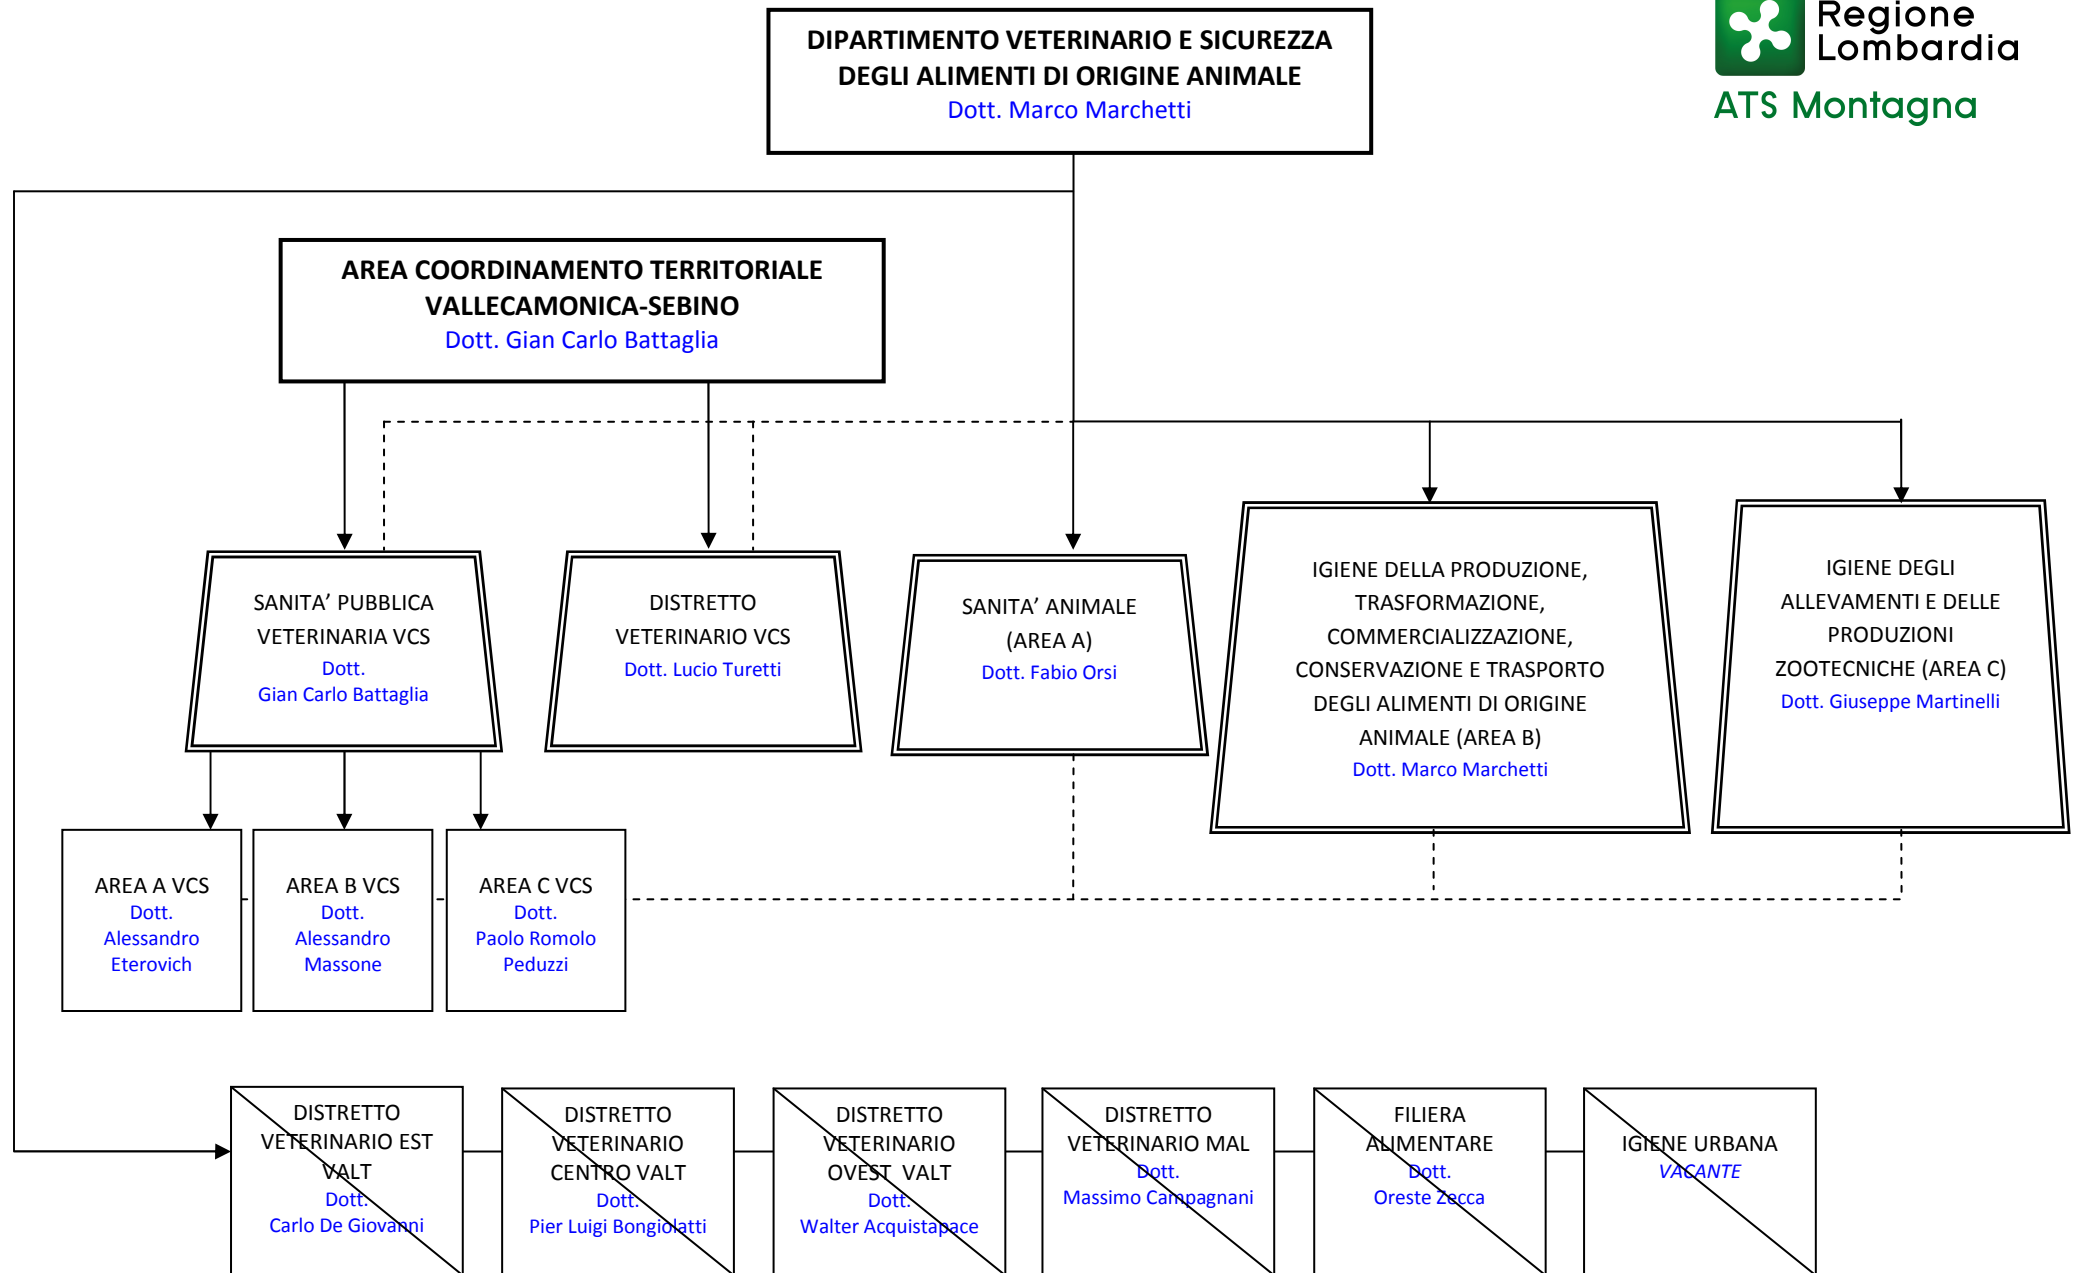 DIPARTIMENTO VETERINARIO E SICUREZZA
DEGLI ALIMENTI DI ORIGINE ANIMALE
Dott. Marco Marchetti
Regione
Lombardia
ATS Montagna
AREA COORDINAMENTO TERRITORIALE
VALLECAMONICA-SEBINO
Dott. Gian Carlo Battaglia
SANITA’ PUBBLICA
VETERINARIA VCS
Dott.
Gian Carlo Battaglia
DISTRETTO
VETERINARIO VCS
Dott. Lucio Turetti
SANITA’ ANIMALE
(AREA A)
Dott. Fabio Orsi
IGIENE DELLA PRODUZIONE,
TRASFORMAZIONE,
COMMERCIALIZZAZIONE,
CONSERVAZIONE E TRASPORTO
DEGLI ALIMENTI DI ORIGINE
ANIMALE (AREA B)
Dott. Marco Marchetti
IGIENE DEGLI
ALLEVAMENTI E DELLE
PRODUZIONI
ZOOTECNICHE (AREA C)
Dott. Giuseppe Martinelli
AREA A VCS
Dott.
Alessandro
Eterovich
AREA B VCS
Dott.
Alessandro
Massone
AREA C VCS
Dott.
Paolo Romolo
Peduzzi
DISTRETTO
VETERINARIO EST
VALT
Dott.
Carlo De Giovanni
DISTRETTO
VETERINARIO
CENTRO VALT
Dott.
Pier Luigi Bongiolatti
DISTRETTO
VETERINARIO
OVEST VALT
Dott.
Walter Acquistapace
DISTRETTO
VETERINARIO MAL
Dott.
Massimo Campagnani
FILIERA
ALIMENTARE
Dott.
Oreste Zecca
IGIENE URBANA
VACANTE